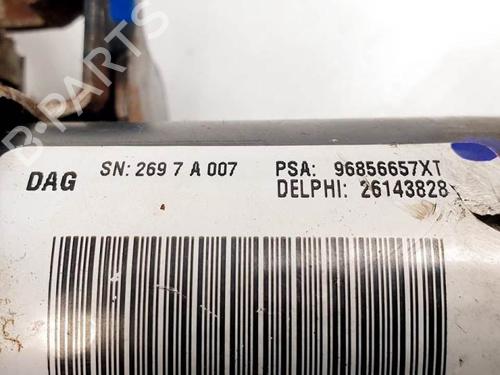 B-PARTS
DAG SN: 269 7 A 007 PSA: 96856657XT
DELPHI: 26143828